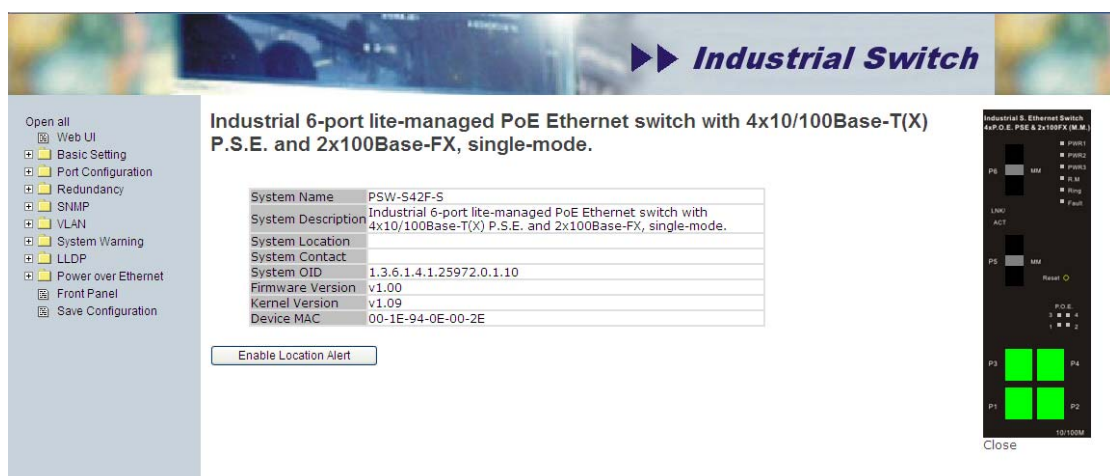 Industrial Switch
Open all
Web UI
Basic Setting
Port Configuration
Redundancy
SNMP
VLAN
System Warning
LLDP
Power over Ethernet
Front Panel
Save Configuration
Industrial 6-port lite-managed PoE Ethernet switch with 4x10/100Base-T(X)
P.S.E. and 2x100Base-FX, single-mode.
System Name PSW-S42F-S
System Description Industrial 6-port lite-managed PoE Ethernet switch with
4x10/100Base-T(X) P.S.E. and 2x100Base-FX, single-mode.
System Location
System Contact
System OID 1.3.6.1.4.1.25972.0.1.10
Firmware Version v1.00
Kernel Version v1.09
Device MAC 00-1E-94-0E-00-2E
Enable Location Alert
Industrial S. Ethernet Switch
4xP.O.E. PSE & 2x100FX (M.M.)
PWR1
PWR2
P6 MM PWR3
R.M
Ring
Fault
LNK/
ACT
P5 MM
Reset
P.O.E.
3 4
1 2
P3 P4
P1 P2
10/100M
Close